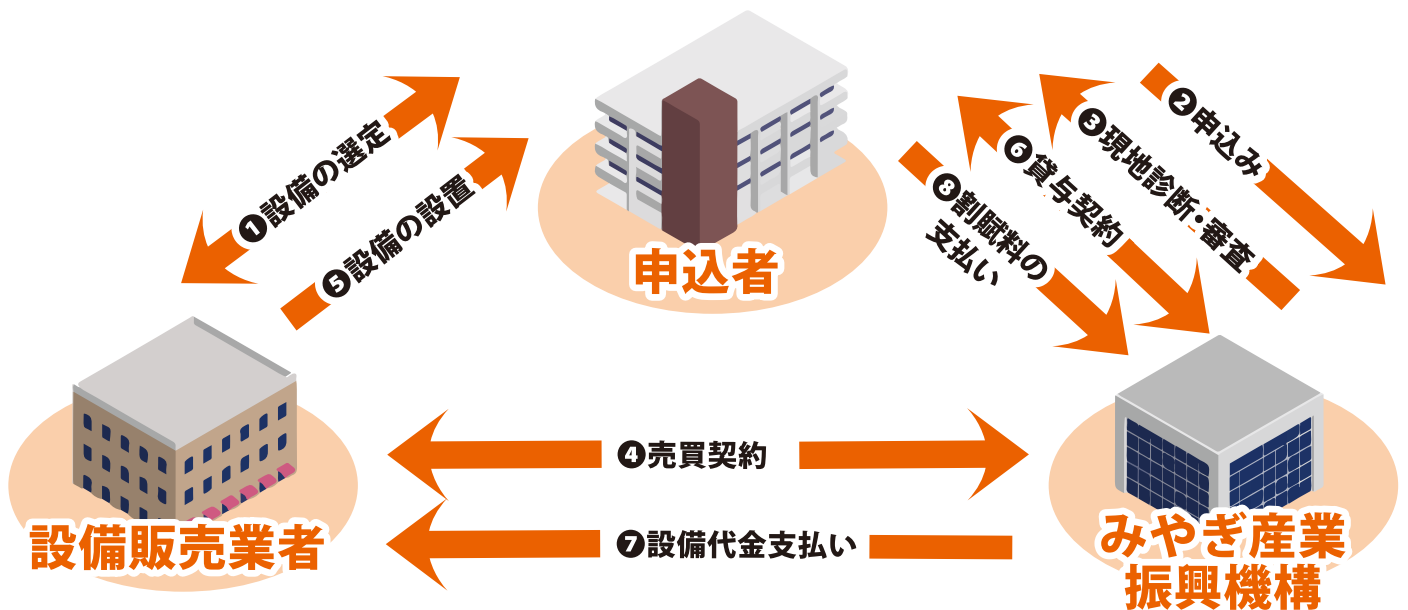 ❶設備の選定
❺設備の設置
申込者
❷申込み
❸現地診断・審査
❻貸与契約
❽割賦料の
支払い
❹売買契約
❼設備代金支払い
設備販売業者
みやぎ産業
振興機構